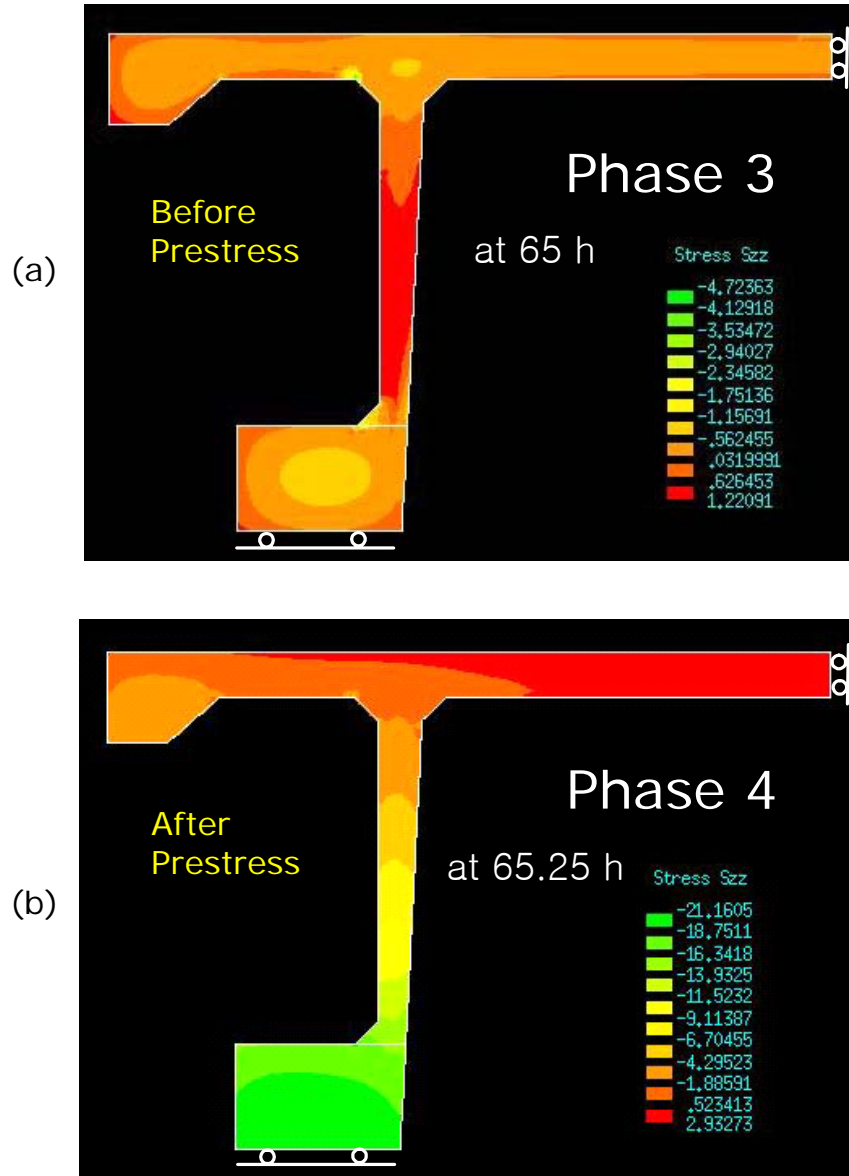 (a)
Before
Prestress
Phase 3
at 65 h
Stress Szz
-4.72363
-4.12918
-3.53472
-2.94027
-2.34582
-1.75136
-1.15691
-.562455
.0319991
.626453
1.22091
(b)
After
Prestress
Phase 4
at 65.25 h
Stress Szz
-21.1605
-18.7511
-16.3418
-13.9325
-11.5232
-9.11387
-6.70455
-4.29523
-1.88591
.523413
2.93273